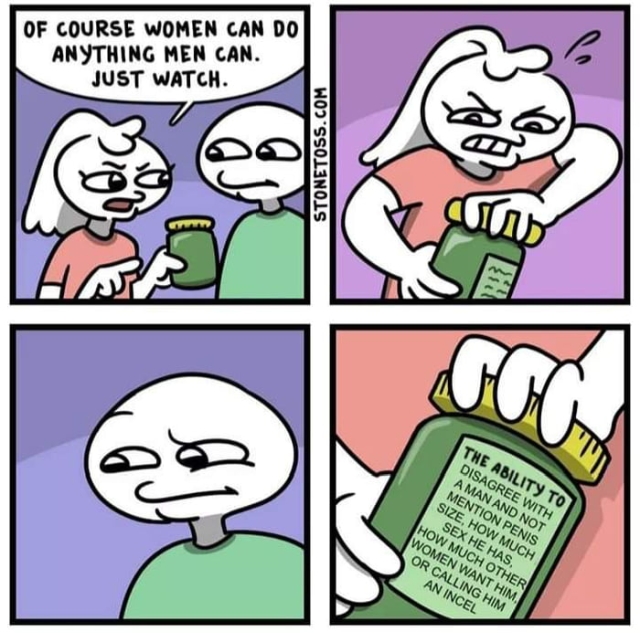 OF COURSE WOMEN CAN DO
ANYTHING MEN CAN.
JUST WATCH.
STONETOSS.COM
THE ABILITY TO
DISAGREE WITH
A MAN AND NOT
MENTION PENIS
SIZE, HOW MUCH
SEX HE HAS,
HOW MUCH OTHER
WOMEN WANT HIM,
OR CALLING HIM
AN INCEL